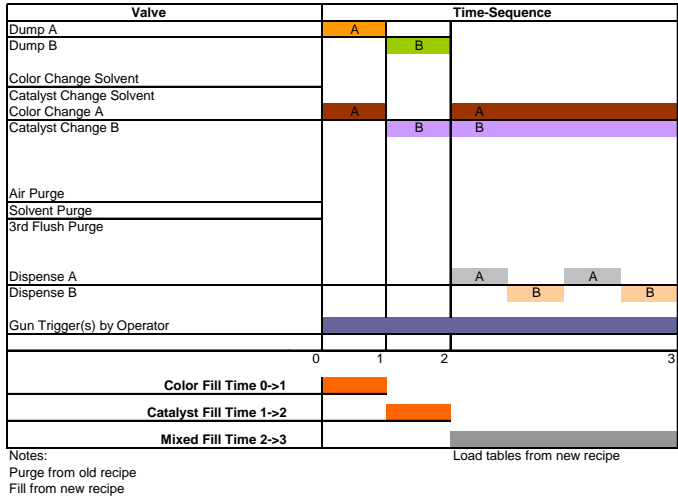 Valve Time-Sequence
Dump A A
Dump B B
Color Change Solvent
Catalyst Change Solvent
Color Change A A A
Catalyst Change B B B
Air Purge
Solvent Purge
3rd Flush Purge
Dispense A A A
Dispense B B B
Gun Trigger(s) by Operator
0 1 2 3
Color Fill Time 0->1
Catalyst Fill Time 1->2
Mixed Fill Time 2->3
Notes: Load tables from new recipe
Purge from old recipe
Fill from new recipe